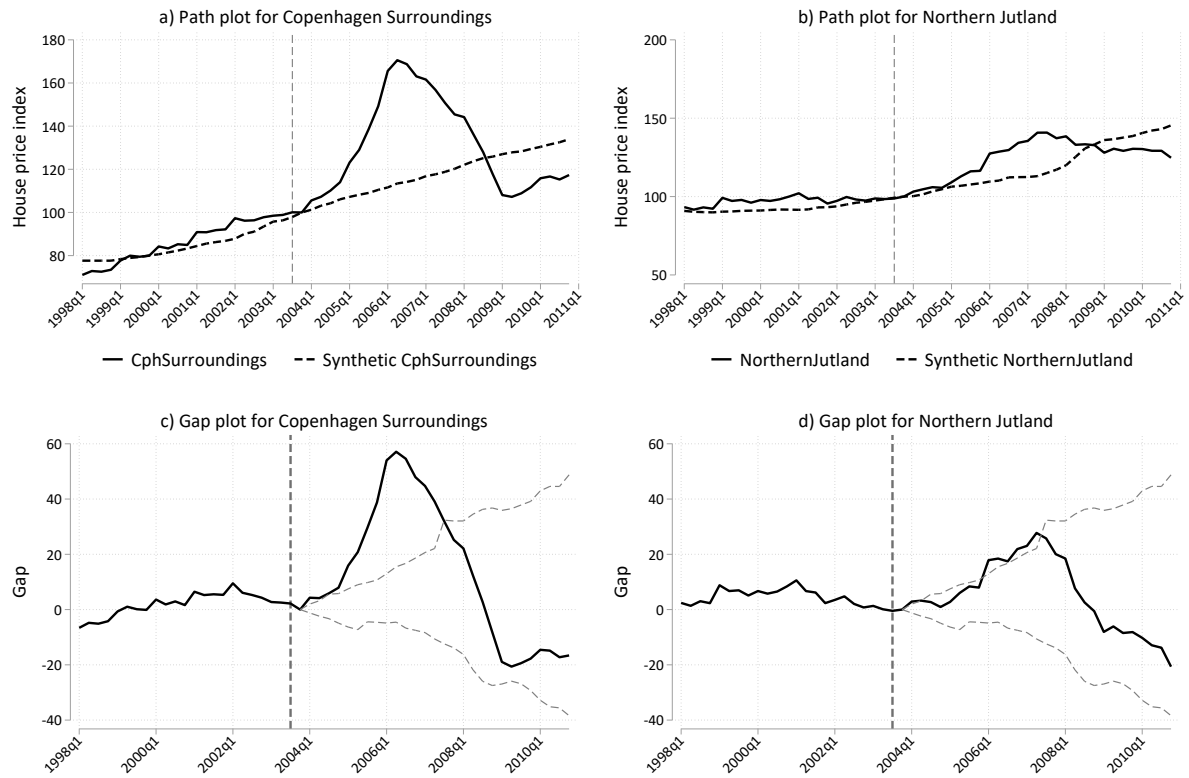 a) Path plot for Copenhagen Surroundings
House price index
180
160
140
120
100
80
1998q1
1999q1
2000q1
2001q1
2002q1
2003q1
2004q1
2005q1
2006q1
2007q1
2008q1
2009q1
2010q1
2011q1
CphSurroundings
Synthetic CphSurroundings
b) Path plot for Northern Jutland
House price index
200
150
100
50
1998q1
1999q1
2000q1
2001q1
2002q1
2003q1
2004q1
2005q1
2006q1
2007q1
2008q1
2009q1
2010q1
2011q1
NorthernJutland
Synthetic NorthernJutland
c) Gap plot for Copenhagen Surroundings
Gap
60
40
20
0
-20
-40
1998q1
2000q1
2002q1
2004q1
2006q1
2008q1
2010q1
d) Gap plot for Northern Jutland
Gap
60
40
20
0
-20
-40
1998q1
2000q1
2002q1
2004q1
2006q1
2008q1
2010q1